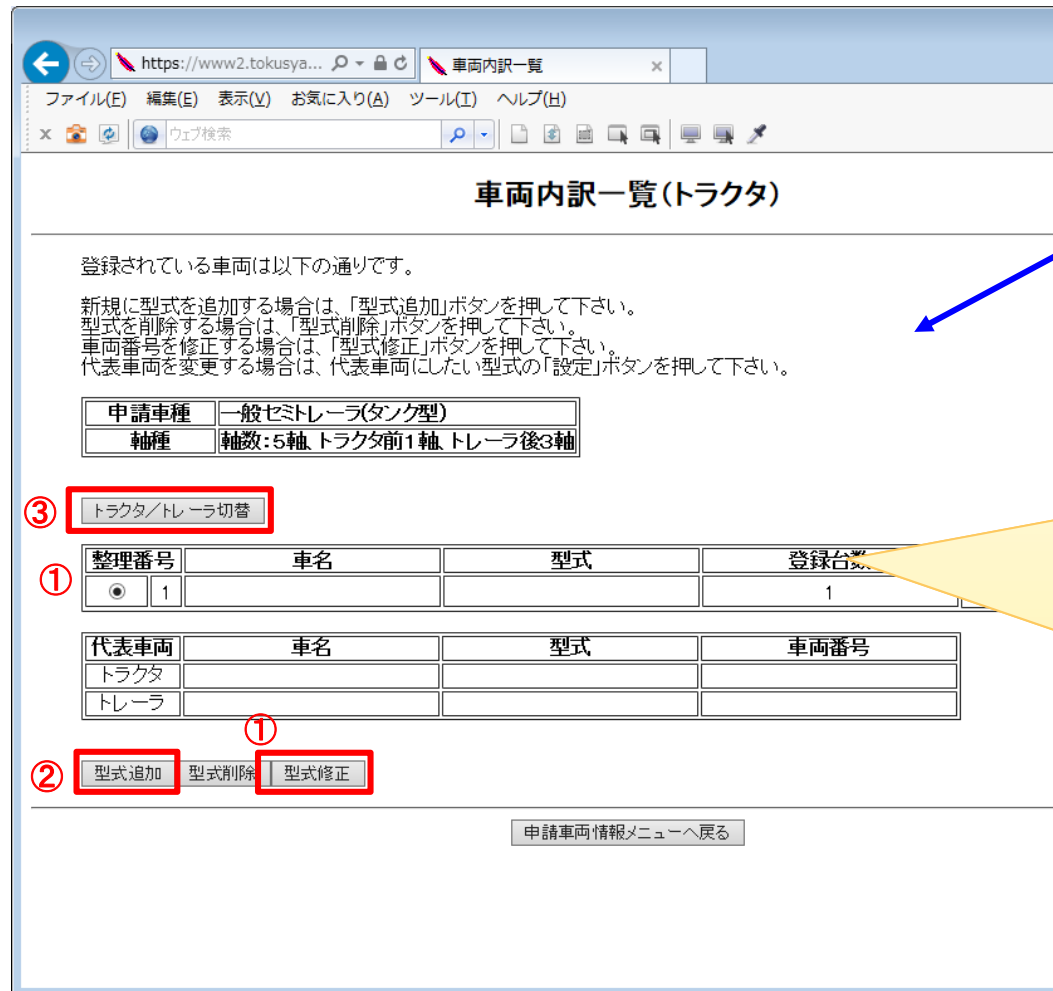 https://www2.tokusya... 車両内訳一覧
ファイル(F) 編集(E) 表示(V) お気に入り(A) ツール(T) ヘルプ(H)
ウェブ検索
車両内訳一覧(トラクタ)
登録されている車両は以下の通りです。
新規に型式を追加する場合は、「型式追加」ボタンを押して下さい。
型式を削除する場合は、「型式削除」ボタンを押して下さい。
車両番号を修正する場合は、「型式修正」ボタンを押して下さい。
代表車両を変更する場合は、代表車両にしたい型式の「設定」ボタンを押して下さい。
申請車種 一般セミトレーラ(タンク型)
軸種 軸数:5軸、トラクタ前1軸、トレーラ後3軸
③ トラクタ/トレーラ切替
整理番号 車名 型式 登録台数
① 1 1
代表車両 車名 型式 車両番号
トラクタ
トレーラ
①
② 型式追加 型式削除 型式修正
申請車両情報メニューへ戻る